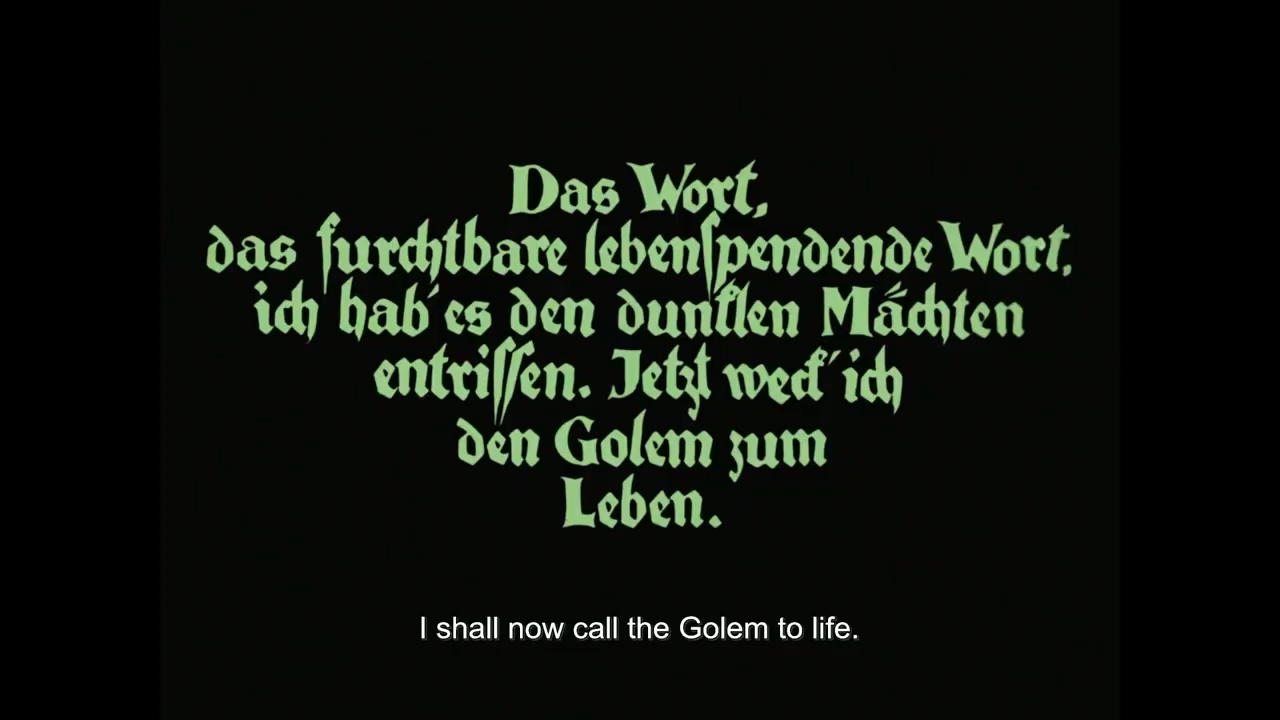 Das Wort,
das furchtbare lebenſpendende Wort,
ich hab' es den dunklen Mächten
entriſſen. Jetzt weck' ich
den Golem zum
Leben.
I shall now call the Golem to life.